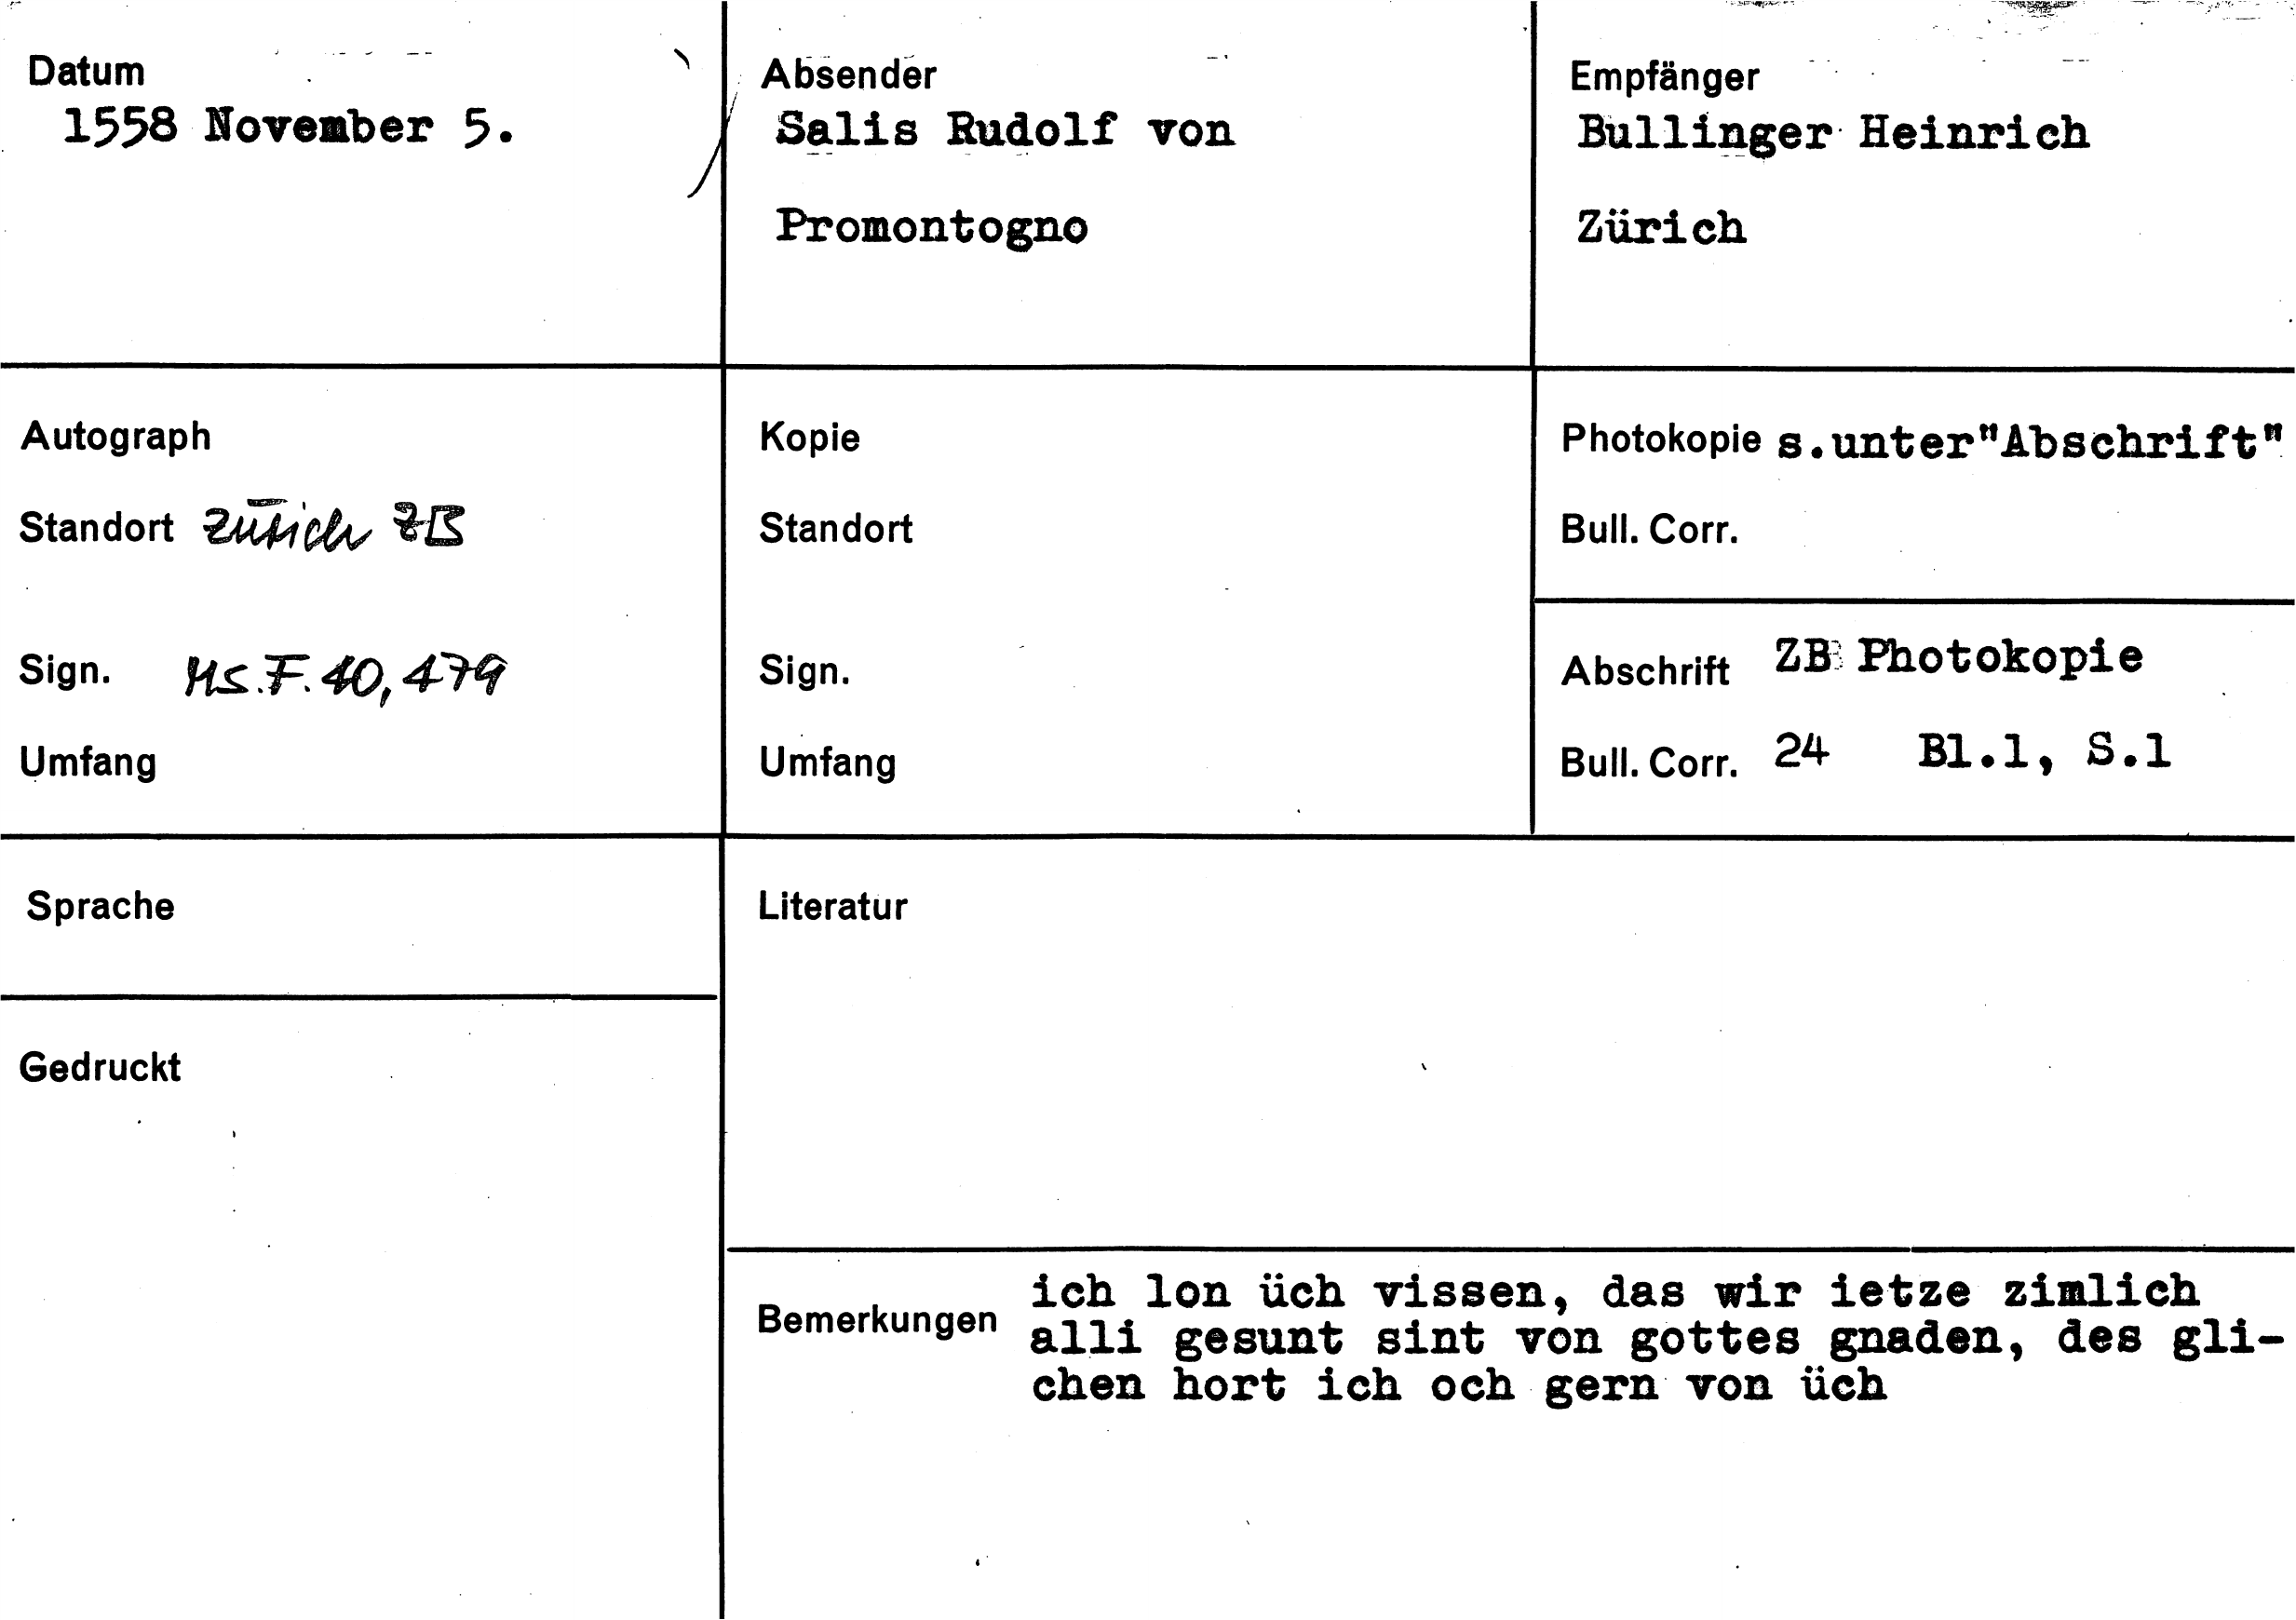 Datum
1558 November 5.
Absender
Salis Rudolf von
Promontogno
Empfänger
Bullinger Heinrich
Zürich
Autograph
Standort Zürich ZB
Sign. Ms. F. 40, 479
Umfang
Kopie
Standort
Sign.
Umfang
Photokopie s.unter"Abschrift"
Bull. Corr.
Abschrift ZB Photokopie
Bull. Corr. 24 Bl.1, S.1
Sprache
Gedruckt
Literatur
Bemerkungen
ich lon üch vissen, das wir ietze zimlich
alli gesunt sint von gottes gnaden, des gli-
chen hort ich och gern von üch